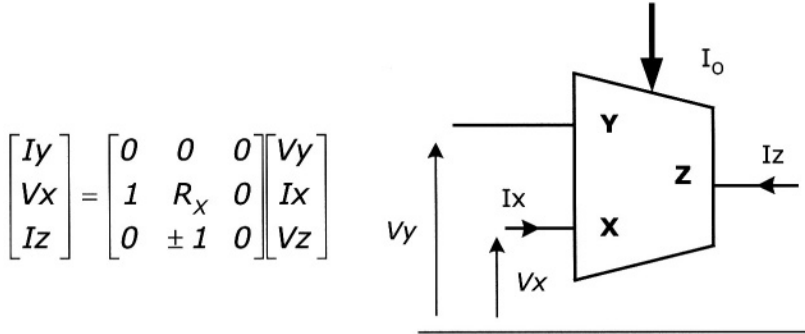 Iy 0 0 0 Vy
Vx = 1 R_X 0 Ix
Iz 0 ± 1 0 Vz
I_o
Y
Iz
Z
Ix
X
Vy
Vx